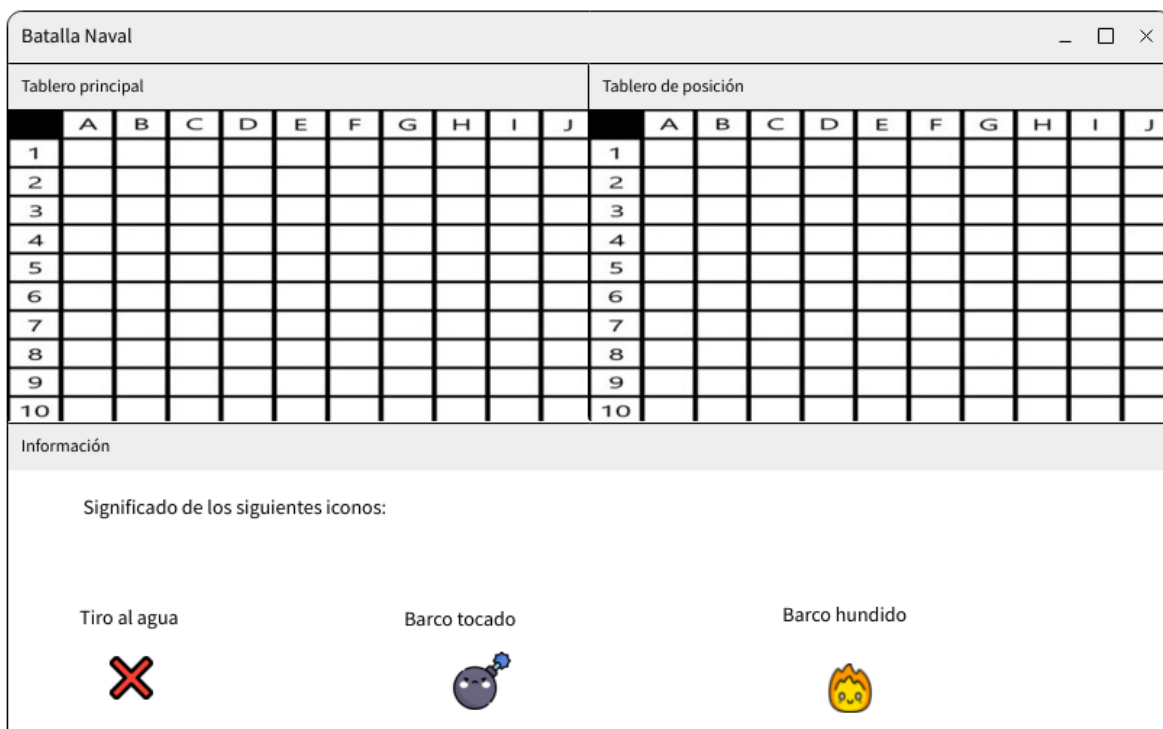 Batalla Naval
Tablero principal
Tablero de posición
A B C D E F G H I J
A B C D E F G H I J
1 1
2 2
3 3
4 4
5 5
6 6
7 7
8 8
9 9
10 10
Información
Significado de los siguientes iconos:
Tiro al agua
Barco tocado
Barco hundido